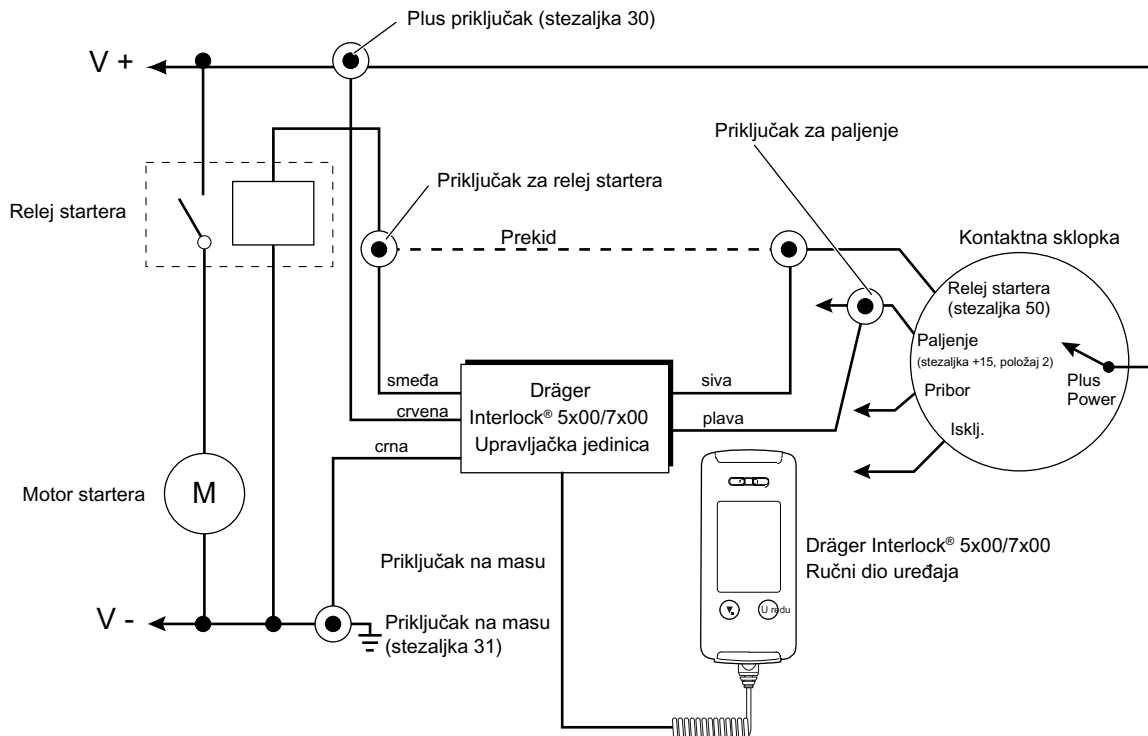 Plus priključak (stezaljka 30)
V +
Priključak za paljenje
Priključak za relej startera
Relej startera
Prekid
Kontaktna sklopka
Relej startera
(stezaljka 50)
Paljenje
(stezaljka +15, položaj 2)
Plus
Power
Pribor
Isklj.
smeđa
crvena
crna
Dräger
Interlock® 5x00/7x00
Upravljačka jedinica
siva
plava
Motor startera
M
Priključak na masu
Dräger Interlock® 5x00/7x00
Ručni dio uređaja
U redu
V -
Priključak na masu
(stezaljka 31)